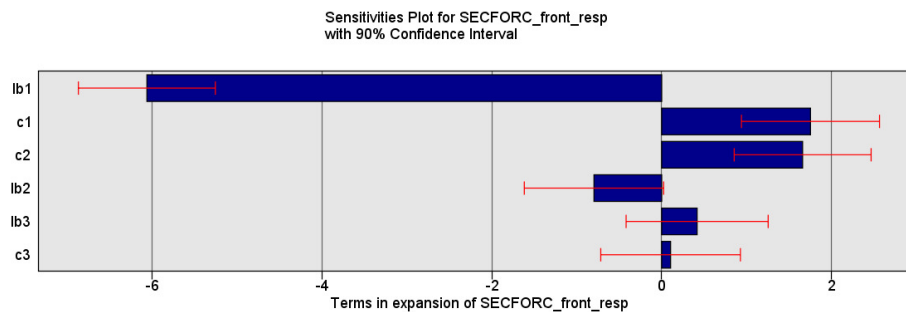 Sensitivities Plot for SECFORC_front_resp
with 90% Confidence Interval
lb1
c1
c2
lb2
lb3
c3
-6 -4 -2 0 2
Terms in expansion of SECFORC_front_resp